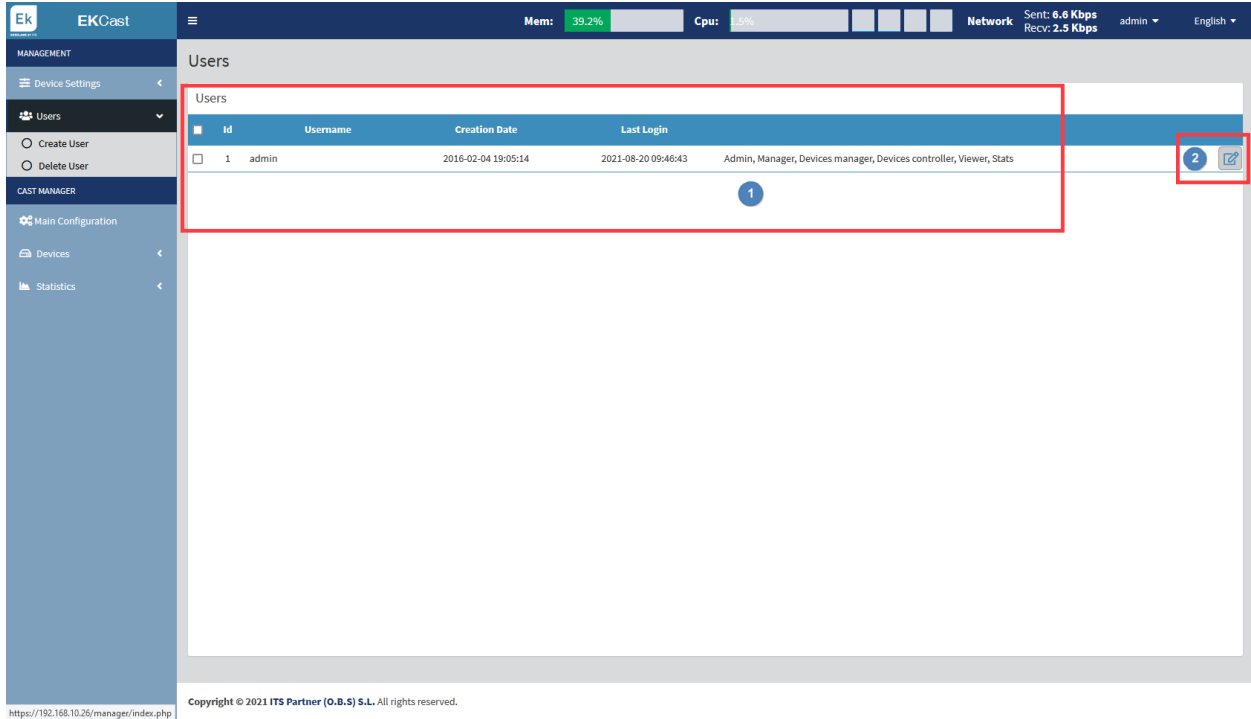 Ek
EKCast
Mem: 39.2% Cpu: 1.5% Network Sent: 6.6 Kbps
Recv: 2.5 Kbps
admin
English
MANAGEMENT
Device Settings
Users
Create User
Delete User
CAST MANAGER
Main Configuration
Devices
Statistics
Users
Users
Id Username Creation Date Last Login
1 admin 2016-02-04 19:05:14 2021-08-20 09:46:43 Admin, Manager, Devices manager, Devices controller, Viewer, Stats
2
1
Copyright © 2021 ITS Partner (O.B.S) S.L. All rights reserved.
https://192.168.10.26/manager/index.php